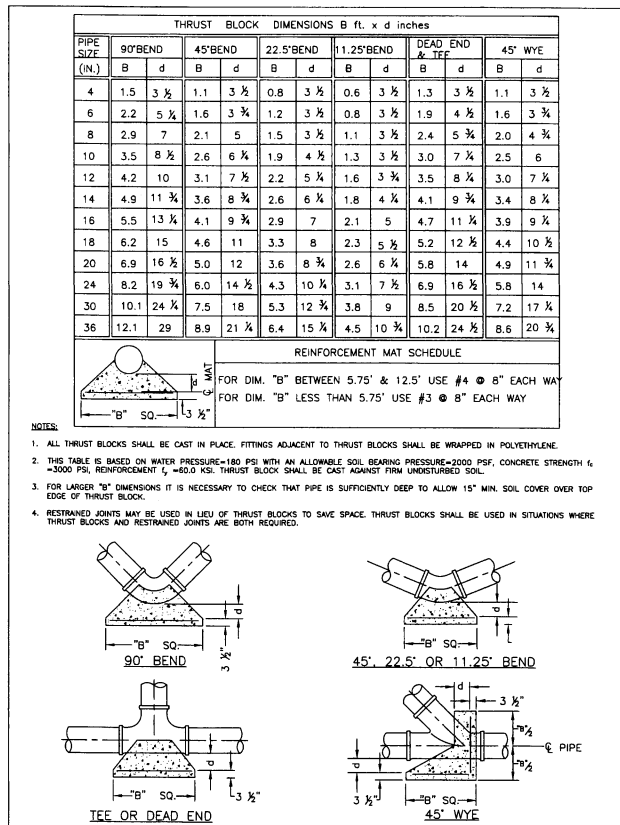 THRUST BLOCK DIMENSIONS B ft. x d inches
PIPE SIZE (IN.) 90°BEND 45°BEND 22.5°BEND 11.25°BEND DEAD END & TEE 45° WYE
B d B d B d B d B d B d
4 1.5 3 ½ 1.1 3 ½ 0.8 3 ½ 0.6 3 ½ 1.3 3 ½ 1.1 3 ½
6 2.2 5 ¼ 1.6 3 ¾ 1.2 3 ½ 0.8 3 ½ 1.9 4 ½ 1.6 3 ¾
8 2.9 7 2.1 5 1.5 3 ½ 1.1 3 ½ 2.4 5 ¾ 2.0 4 ¾
10 3.5 8 ½ 2.6 6 ¼ 1.9 4 ½ 1.3 3 ½ 3.0 7 ¼ 2.5 6
12 4.2 10 3.1 7 ½ 2.2 5 ¼ 1.6 3 ¾ 3.5 8 ¼ 3.0 7 ¼
14 4.9 11 ¾ 3.6 8 ¾ 2.6 6 ¼ 1.8 4 ¼ 4.1 9 ¾ 3.4 8 ¼
16 5.5 13 ¼ 4.1 9 ¾ 2.9 7 2.1 5 4.7 11 ¼ 3.9 9 ¼
18 6.2 15 4.6 11 3.3 8 2.3 5 ½ 5.2 12 ½ 4.4 10 ½
20 6.9 16 ½ 5.0 12 3.6 8 ¾ 2.6 6 ¼ 5.8 14 4.9 11 ¾
24 8.2 19 ¾ 6.0 14 ½ 4.3 10 ¼ 3.1 7 ½ 6.9 16 ½ 5.8 14
30 10.1 24 ¼ 7.5 18 5.3 12 ¾ 3.8 9 8.5 20 ½ 7.2 17 ¼
36 12.1 29 8.9 21 ¼ 6.4 15 ¼ 4.5 10 ¾ 10.2 24 ½ 8.6 20 ¾
REINFORCEMENT MAT SCHEDULE
FOR DIM. "B" BETWEEN 5.75' & 12.5' USE #4 @ 8" EACH WAY
FOR DIM. "B" LESS THAN 5.75' USE #3 @ 8" EACH WAY
d
℄ MAT
"B" SQ.
3 ½"
NOTES:
1. ALL THRUST BLOCKS SHALL BE CAST IN PLACE. FITTINGS ADJACENT TO THRUST BLOCKS SHALL BE WRAPPED IN POLYETHYLENE.
2. THIS TABLE IS BASED ON WATER PRESSURE=180 PSI WITH AN ALLOWABLE SOIL BEARING PRESSURE=2000 PSF, CONCRETE STRENGTH fc
=3000 PSI, REINFORCEMENT fy =60.0 KSI. THRUST BLOCK SHALL BE CAST AGAINST FIRM UNDISTURBED SOIL.
3. FOR LARGER "B" DIMENSIONS IT IS NECESSARY TO CHECK THAT PIPE IS SUFFICIENTLY DEEP TO ALLOW 15" MIN. SOIL COVER OVER TOP
EDGE OF THRUST BLOCK.
4. RESTRAINED JOINTS MAY BE USED IN LIEU OF THRUST BLOCKS TO SAVE SPACE. THRUST BLOCKS SHALL BE USED IN SITUATIONS WHERE
THRUST BLOCKS AND RESTRAINED JOINTS ARE BOTH REQUIRED.
d
"B" SQ.
3 ½"
90° BEND
d
"B" SQ.
45°, 22.5° OR 11.25° BEND
d
"B" SQ.
3 ½"
TEE OR DEAD END
d
3 ½"
"B"/2
℄ PIPE
"B"/2
d
3 ½"
"B" SQ.
45° WYE